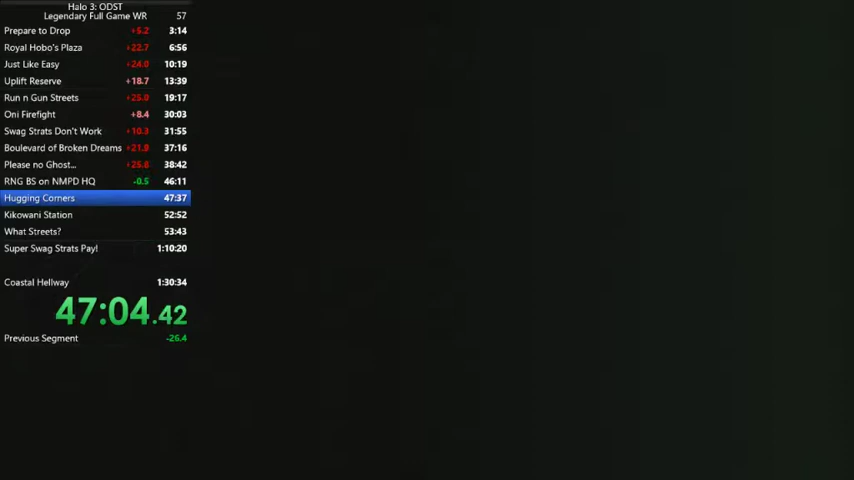 Halo 3: ODST
Legendary Full Game WR 57
Prepare to Drop +5.2 3:14
Royal Hobo's Plaza +22.7 6:56
Just Like Easy +24.0 10:19
Uplift Reserve +18.7 13:39
Run n Gun Streets +25.0 19:17
Oni Firefight +8.4 30:03
Swag Strats Don't Work +10.3 31:55
Boulevard of Broken Dreams +21.9 37:16
Please no Ghost... +25.8 38:42
RNG BS on NMPD HQ -0.5 46:11
Hugging Corners 47:37
Kikowani Station 52:52
What Streets? 53:43
Super Swag Strats Pay! 1:10:20
Coastal Hellway 1:30:34
47:04.42
Previous Segment -26.4